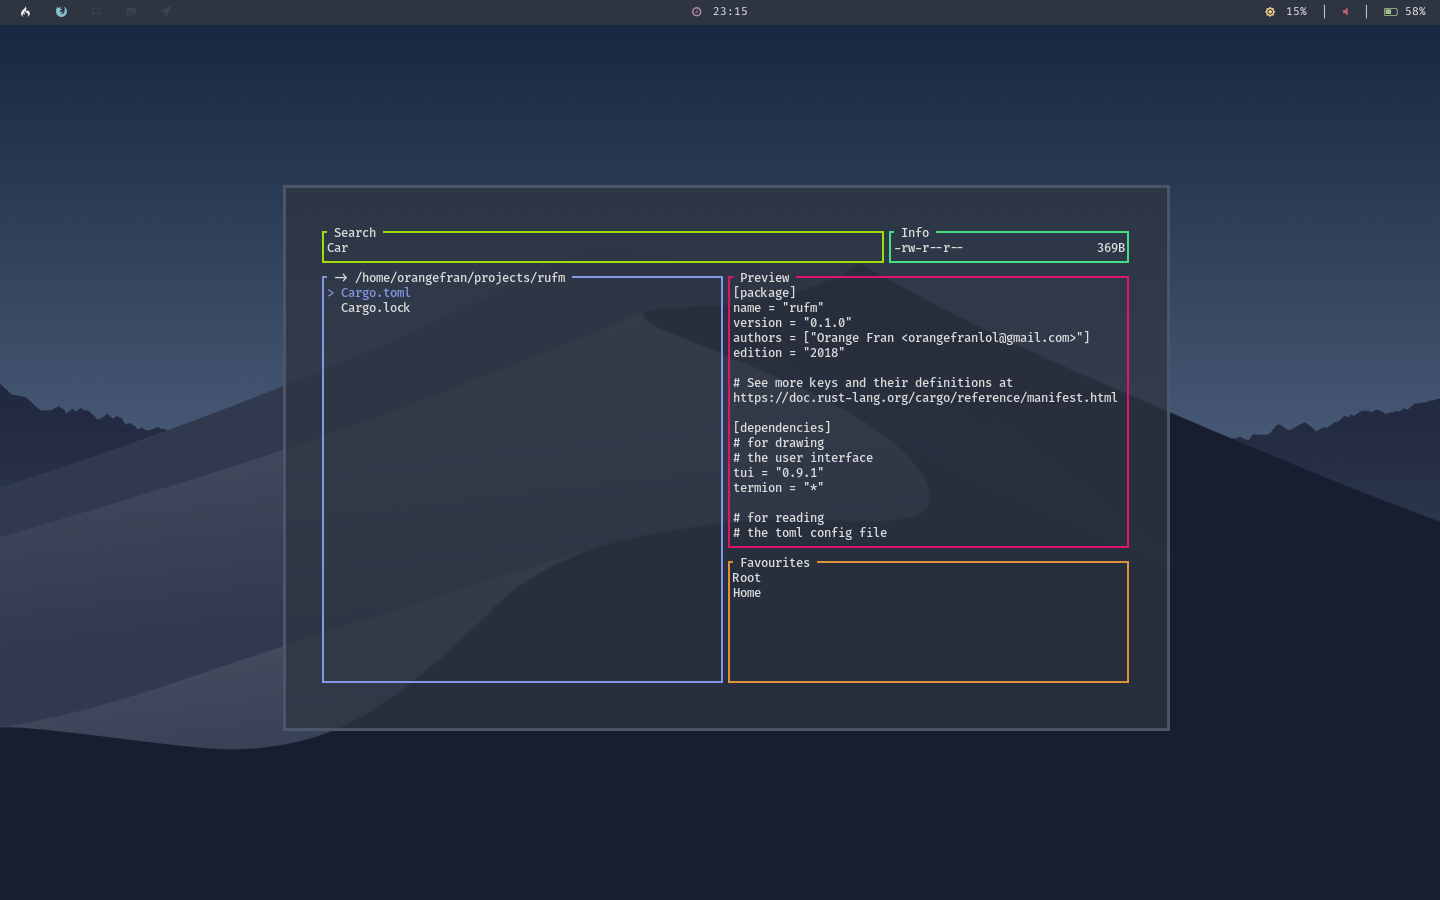 23:15
15% | | 58%
Search
Car
Info
-rw-r--r-- 369B
-> /home/orangefran/projects/rufm
> Cargo.toml
Cargo.lock
Preview
[package]
name = "rufm"
version = "0.1.0"
authors = ["Orange Fran <orangefranlol@gmail.com>"]
edition = "2018"
# See more keys and their definitions at
https://doc.rust-lang.org/cargo/reference/manifest.html
[dependencies]
# for drawing
# the user interface
tui = "0.9.1"
termion = "*"
# for reading
# the toml config file
Favourites
Root
Home